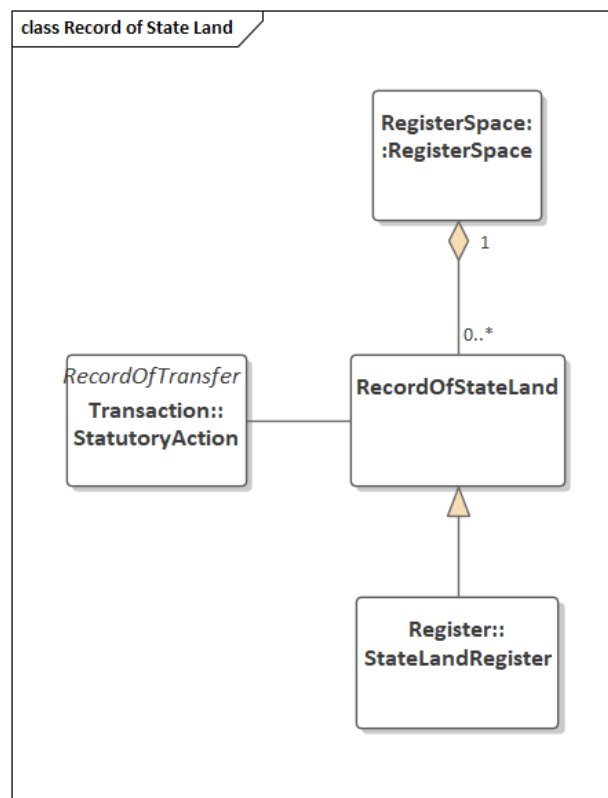 class Record of State Land
RegisterSpace:
:RegisterSpace
1
0..*
RecordOfTransfer
Transaction::
StatutoryAction
RecordOfStateLand
Register::
StateLandRegister